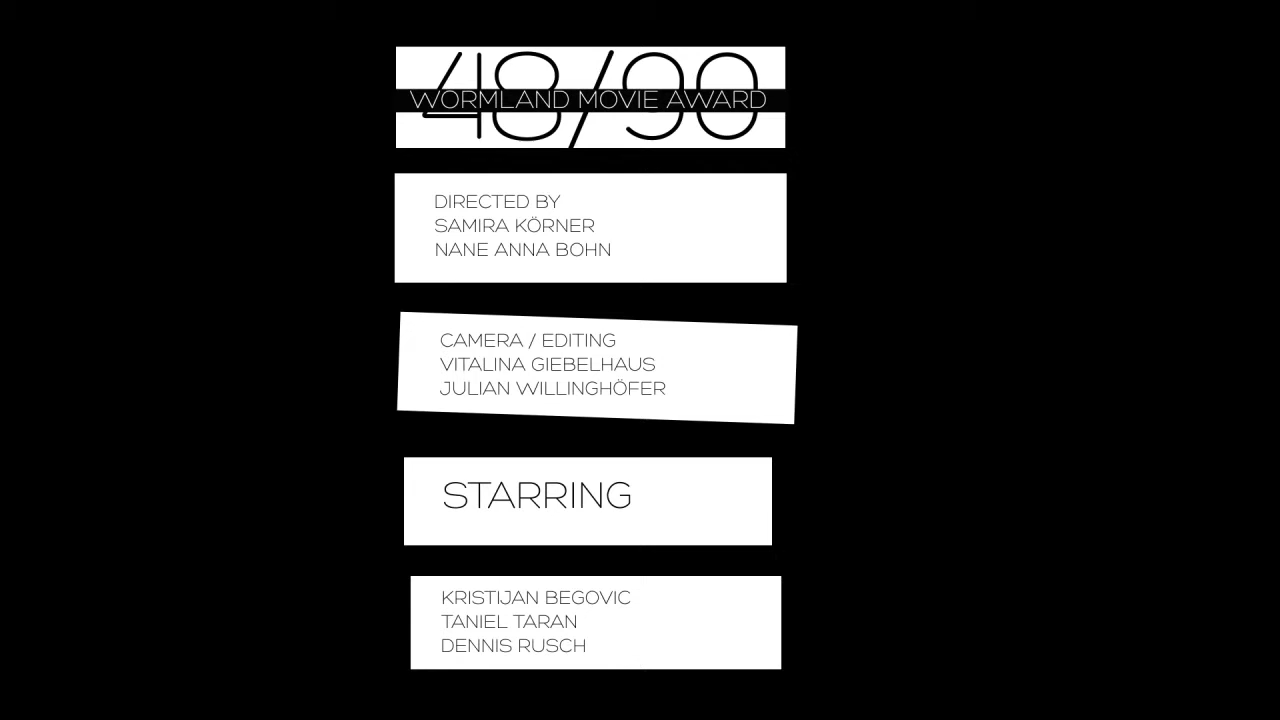 48/90
WORMLAND MOVIE AWARD
DIRECTED BY
SAMIRA KÖRNER
NANE ANNA BOHN
CAMERA / EDITING
VITALINA GIEBELHAUS
JULIAN WILLINGHÖFER
STARRING
KRISTIJAN BEGOVIC
TANIEL TARAN
DENNIS RUSCH